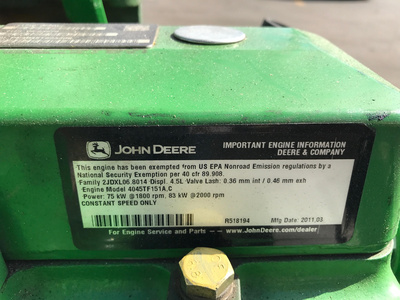 JOHN DEERE
IMPORTANT ENGINE INFORMATION
DEERE & COMPANY
This engine has been exempted from US EPA Nonroad Emission regulations by a
National Security Exemption per 40 cfr 89.908.
Family 2JDXL06.8014 Displ. 4.5L Valve Lash: 0.36 mm int / 0.46 mm exh
Engine Model 4045TF151A,C
Power: 75 kW @1800 rpm, 83 kW @2000 rpm
CONSTANT SPEED ONLY
R518194
Mfg Date: 2011.03
For Engine Service and Parts — www.JohnDeere.com/dealer